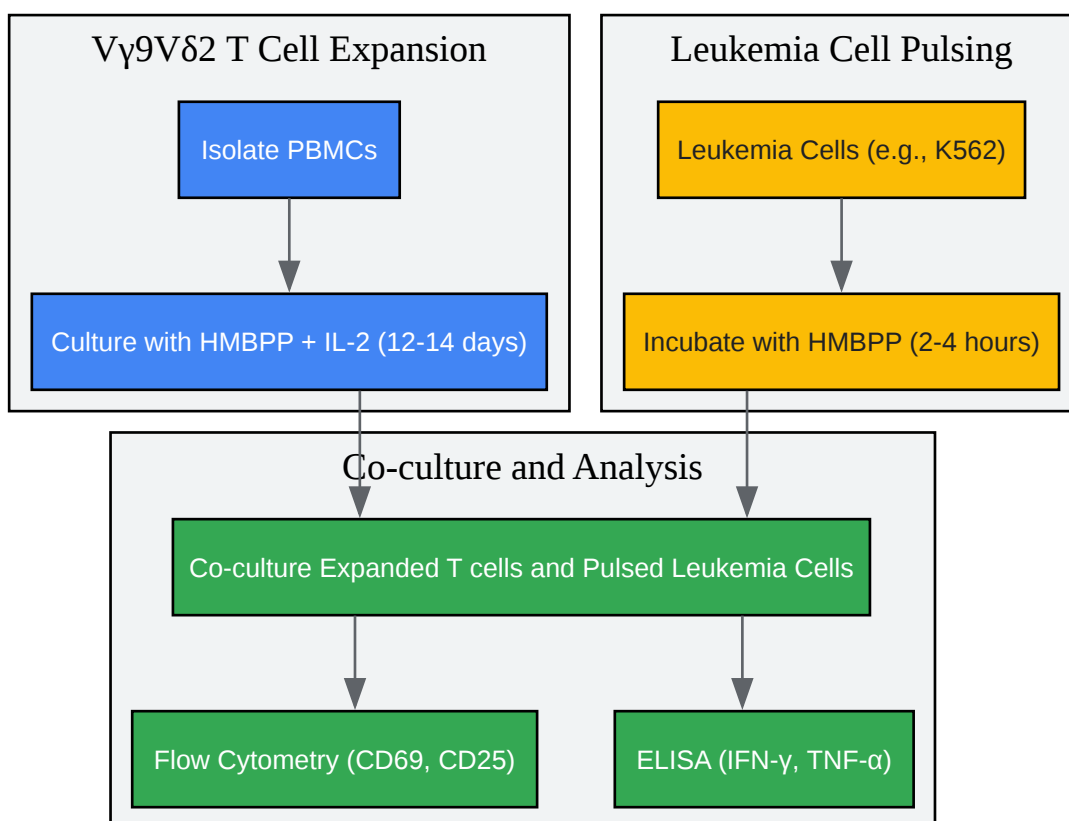 Vγ9Vδ2 T Cell Expansion
Isolate PBMCs
Culture with HMBPP + IL-2 (12-14 days)
Leukemia Cell Pulsing
Leukemia Cells (e.g., K562)
Incubate with HMBPP (2-4 hours)
Co-culture and Analysis
Co-culture Expanded T cells and Pulsed Leukemia Cells
Flow Cytometry (CD69, CD25)
ELISA (IFN-γ, TNF-α)